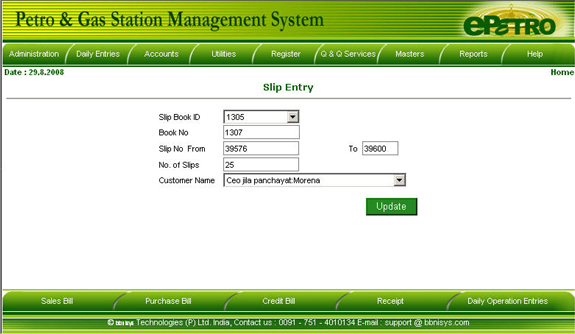 Petro & Gas Station Management System
ePetro
Administration Daily Entries Accounts Utilities Register Q & Q Services Masters Reports Help
Date : 29.8.2008 Home
Slip Entry
Slip Book ID 1305
Book No 1307
Slip No From 39576 To 39600
No. of Slips 25
Customer Name Ceo jila panchayat:Morena
Update
Sales Bill Purchase Bill Credit Bill Receipt Daily Operation Entries
© bbnisys Technologies (P) Ltd. India, Contact us : 0091 - 751 - 4010134 E-mail : support @ bbnisys.com